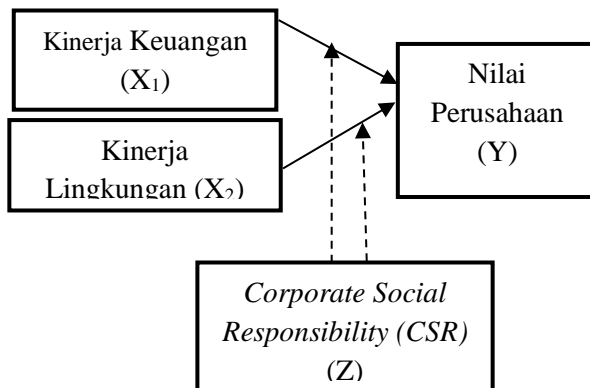 Kinerja Keuangan
(X₁)
Nilai
Perusahaan
(Y)
Kinerja
Lingkungan (X₂)
Corporate Social
Responsibility (CSR)
(Z)